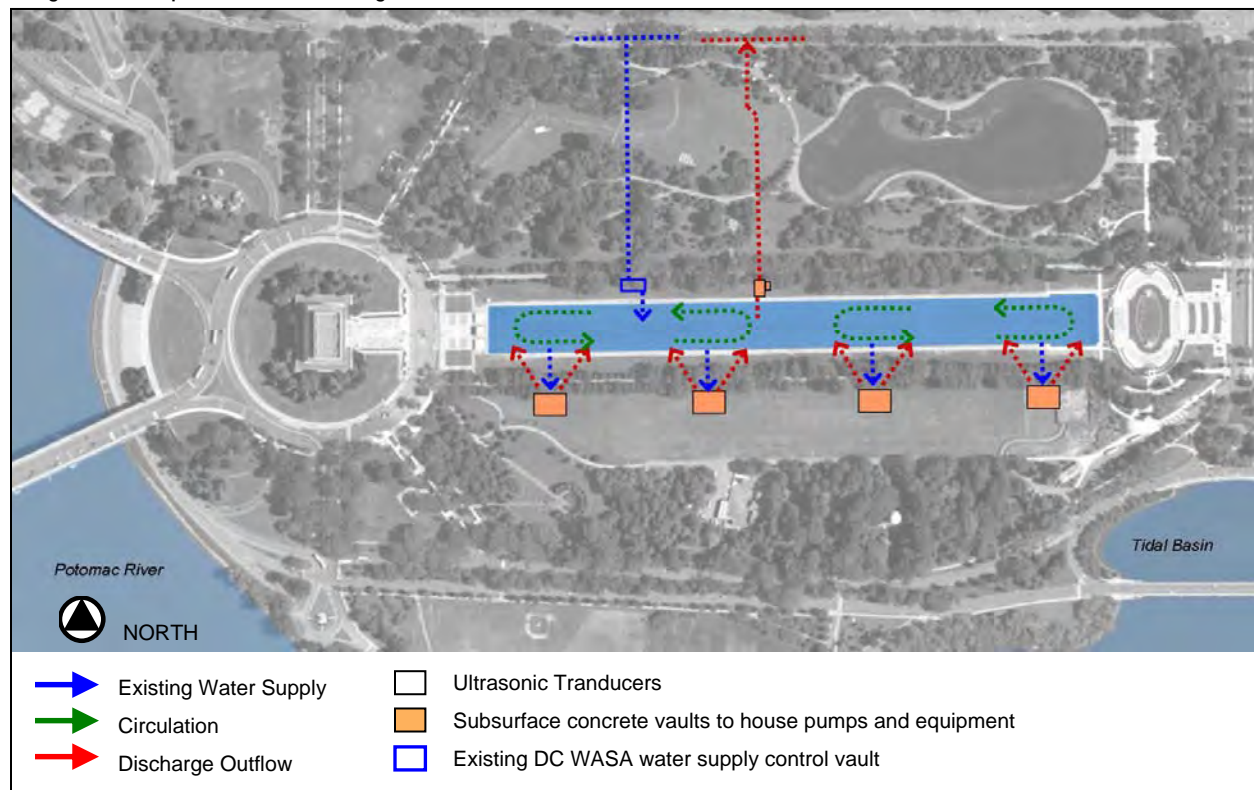 Potomac River
Tidal Basin
NORTH
Existing Water Supply
Circulation
Discharge Outflow
Ultrasonic Tranducers
Subsurface concrete vaults to house pumps and equipment
Existing DC WASA water supply control vault